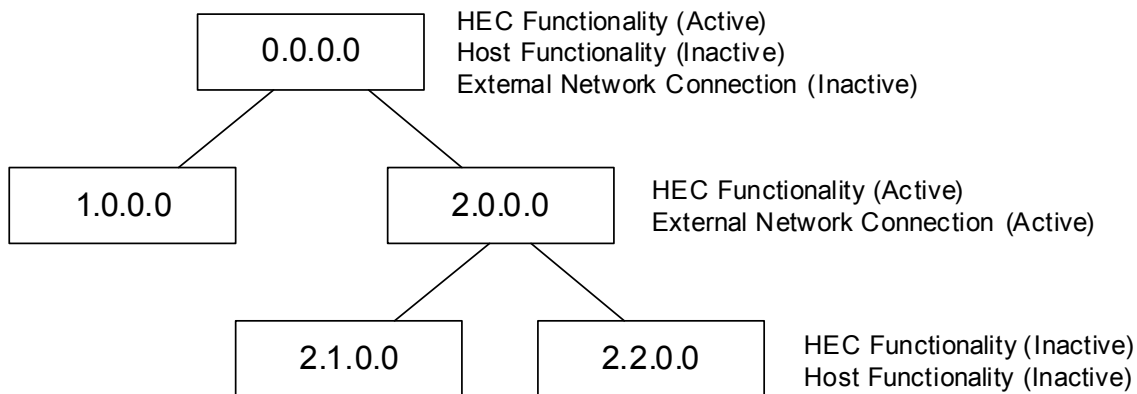 0.0.0.0
HEC Functionality (Active)
Host Functionality (Inactive)
External Network Connection (Inactive)
1.0.0.0
2.0.0.0
HEC Functionality (Active)
External Network Connection (Active)
2.1.0.0
2.2.0.0
HEC Functionality (Inactive)
Host Functionality (Inactive)